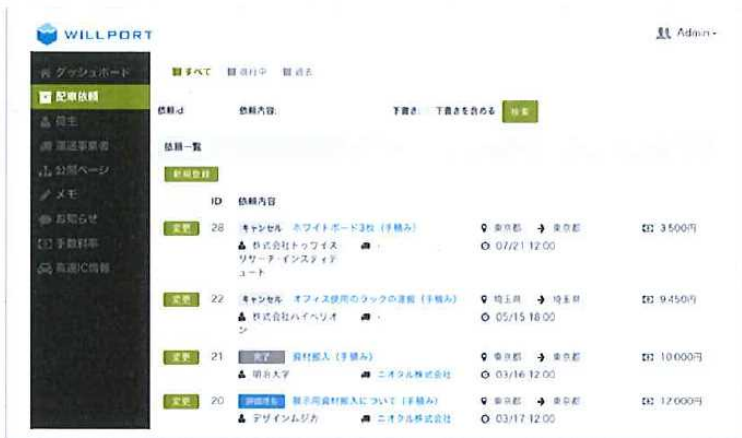 WILLPORT
Admin
ダッシュボード
配車依頼
荷主
運送事業者
公開ページ
メモ
お知らせ
手数料率
高速IC情報
すべて 進行中 過去
依頼id 依頼内容: 下書き: 下書きを含める 検索
依頼一覧
新規登録
ID 依頼内容
変更 28 キャンセル ホワイトボード3枚 (手積み) 東京都 → 東京都 3,500円
株式会社トゥワイス - 07/21 12:00
リサーチ・インスティテ
ュート
変更 22 キャンセル オフィス使用のラックの運搬 (手積み) 埼玉県 → 埼玉県 9,450円
株式会社ハイペリオ - 05/15 18:00
ン
変更 21 完了 資材搬入 (手積み) 東京都 → 東京都 10,000円
明治大学 ニオタル株式会社 03/16 12:00
変更 20 展示用資材搬入について (手積み) 東京都 → 東京都 12,000円
デザインムジカ ニオタル株式会社 03/17 12:00